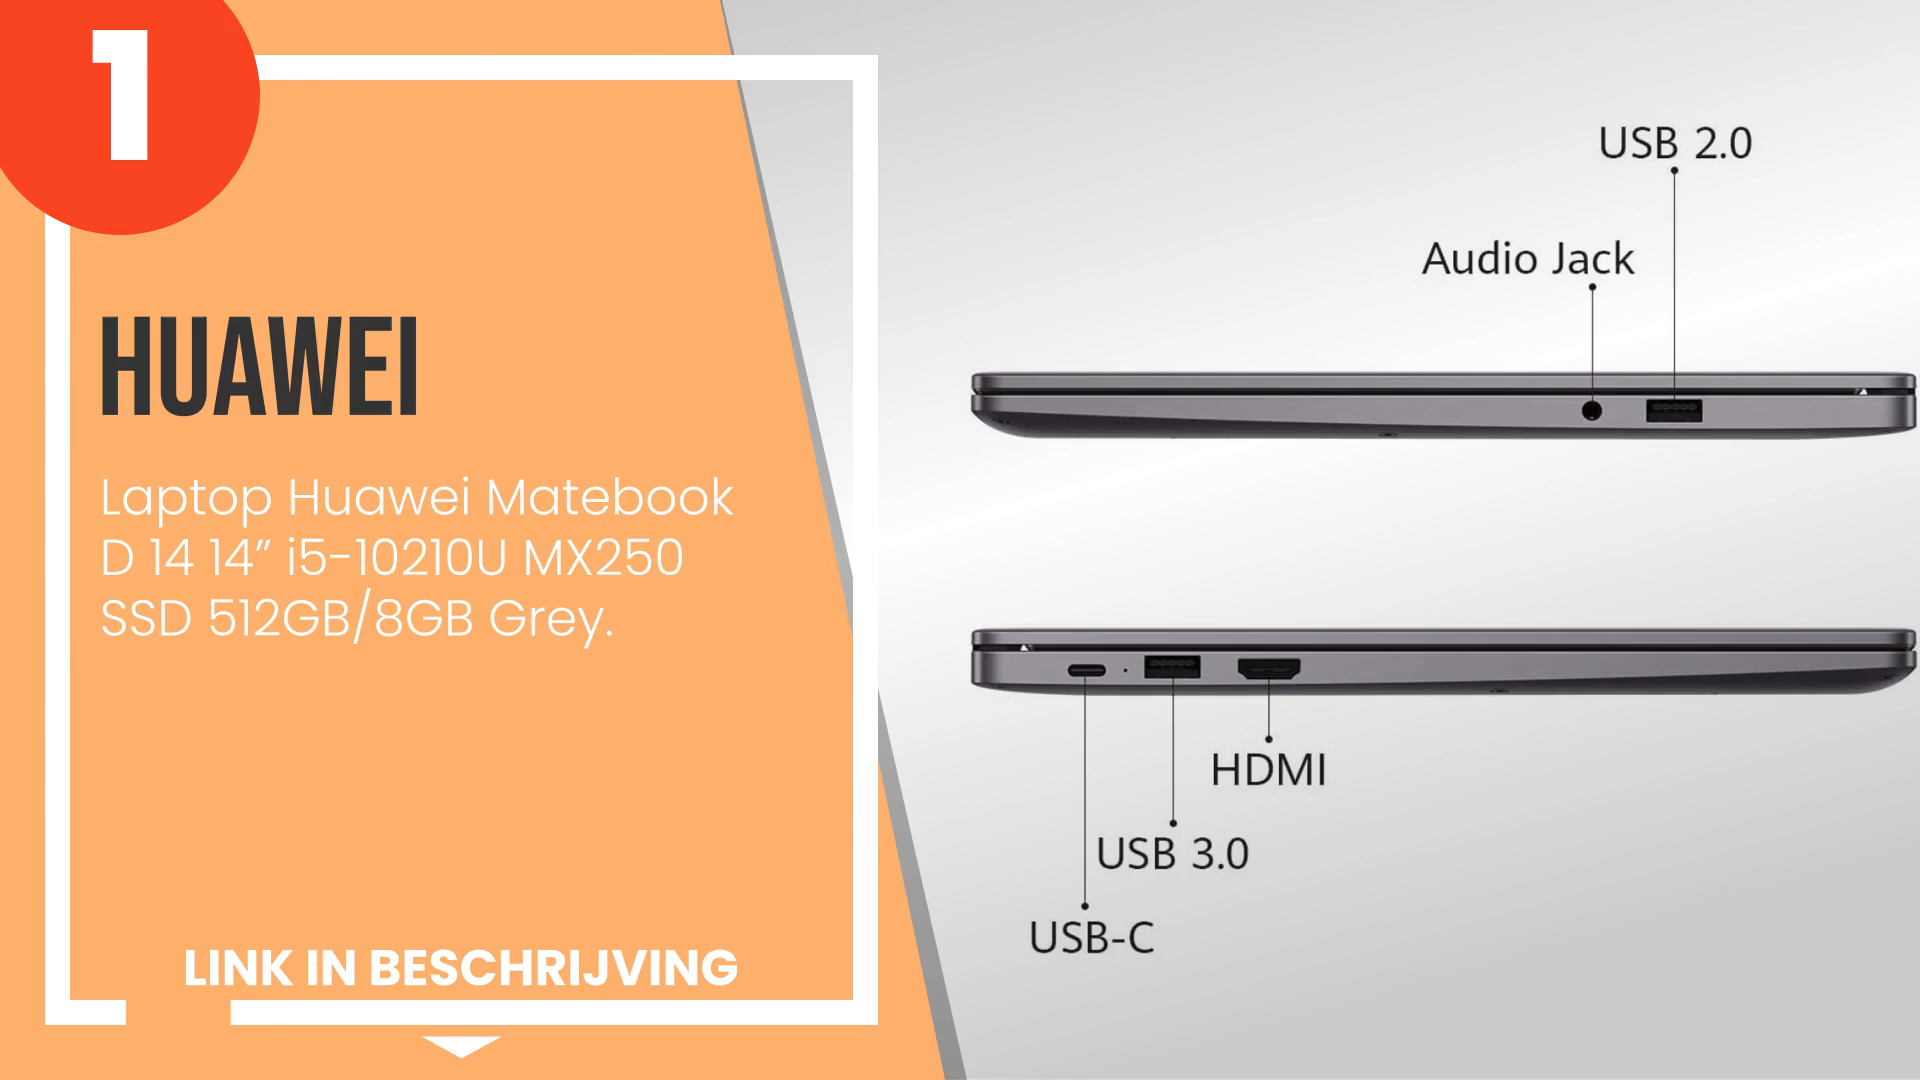 1
HUAWEI
Laptop Huawei Matebook
D 14 14” i5-10210U MX250
SSD 512GB/8GB Grey.
LINK IN BESCHRIJVING
USB 2.0
Audio Jack
HDMI
USB 3.0
USB-C